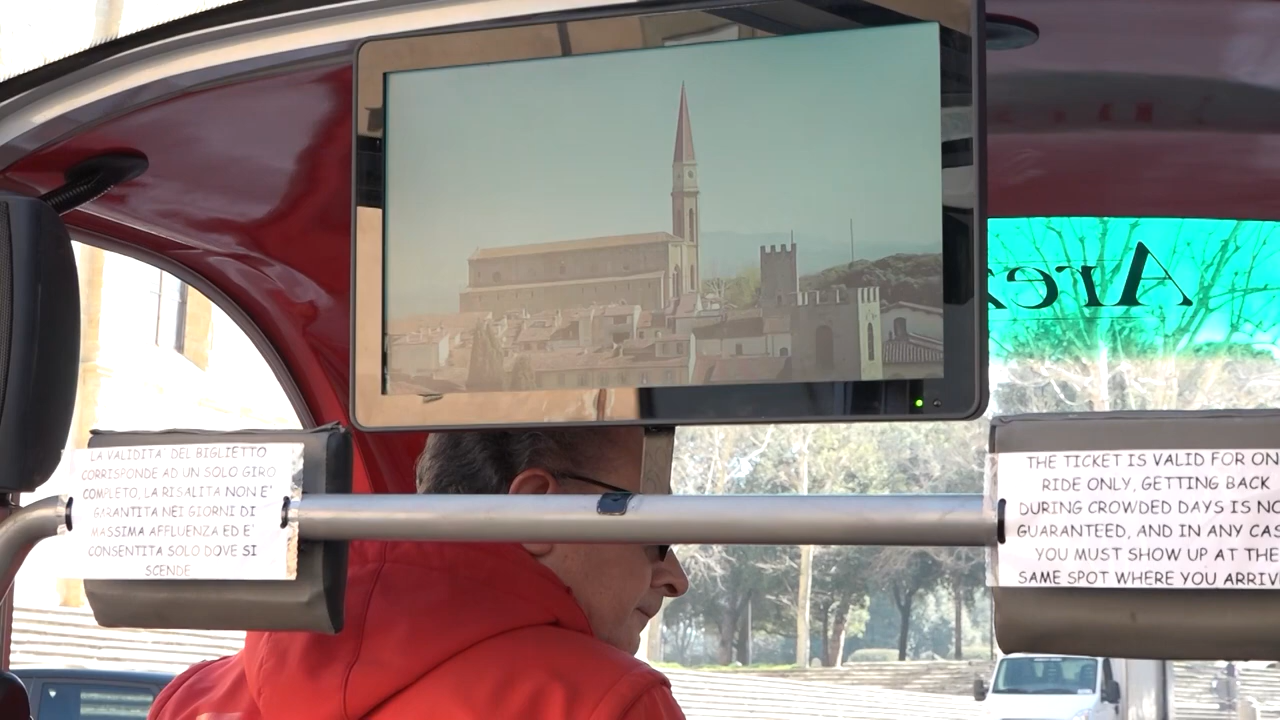 Arez
LA VALIDITA' DEL BIGLIETTO
CORRISPONDE AD UN SOLO GIRO
COMPLETO, LA RISALITA NON E'
GARANTITA NEI GIORNI DI
MASSIMA AFFLUENZA ED E'
CONSENTITA SOLO DOVE SI
SCENDE
THE TICKET IS VALID FOR ON
RIDE ONLY, GETTING BACK
DURING CROWDED DAYS IS NO
GUARANTEED, AND IN ANY CAS
YOU MUST SHOW UP AT THE
SAME SPOT WHERE YOU ARRIVA